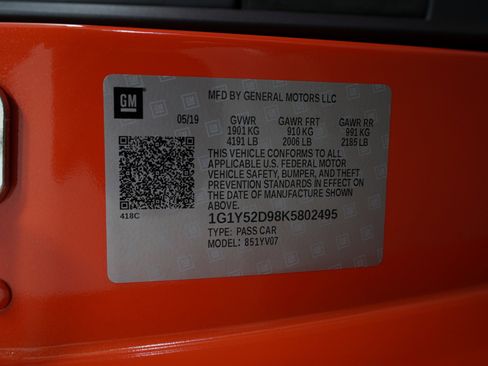 GM
MFD BY GENERAL MOTORS LLC
05/19
GVWR GAWR FRT GAWR RR
1901 KG 910 KG 991 KG
4191 LB 2006 LB 2185 LB
THIS VEHICLE CONFORMS TO ALL
APPLICABLE U.S. FEDERAL MOTOR
VEHICLE SAFETY, BUMPER, AND THEFT
PREVENTION STANDARDS IN EFFECT ON
THE DATE OF MANUFACTURE SHOWN
ABOVE.
418C
1G1Y52D98K5802495
TYPE: PASS CAR
MODEL: 851YV07